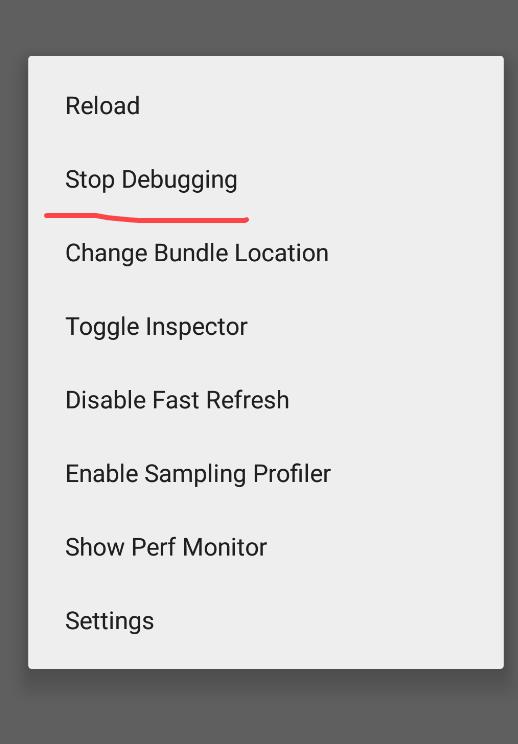 Reload
Stop Debugging
Change Bundle Location
Toggle Inspector
Disable Fast Refresh
Enable Sampling Profiler
Show Perf Monitor
Settings